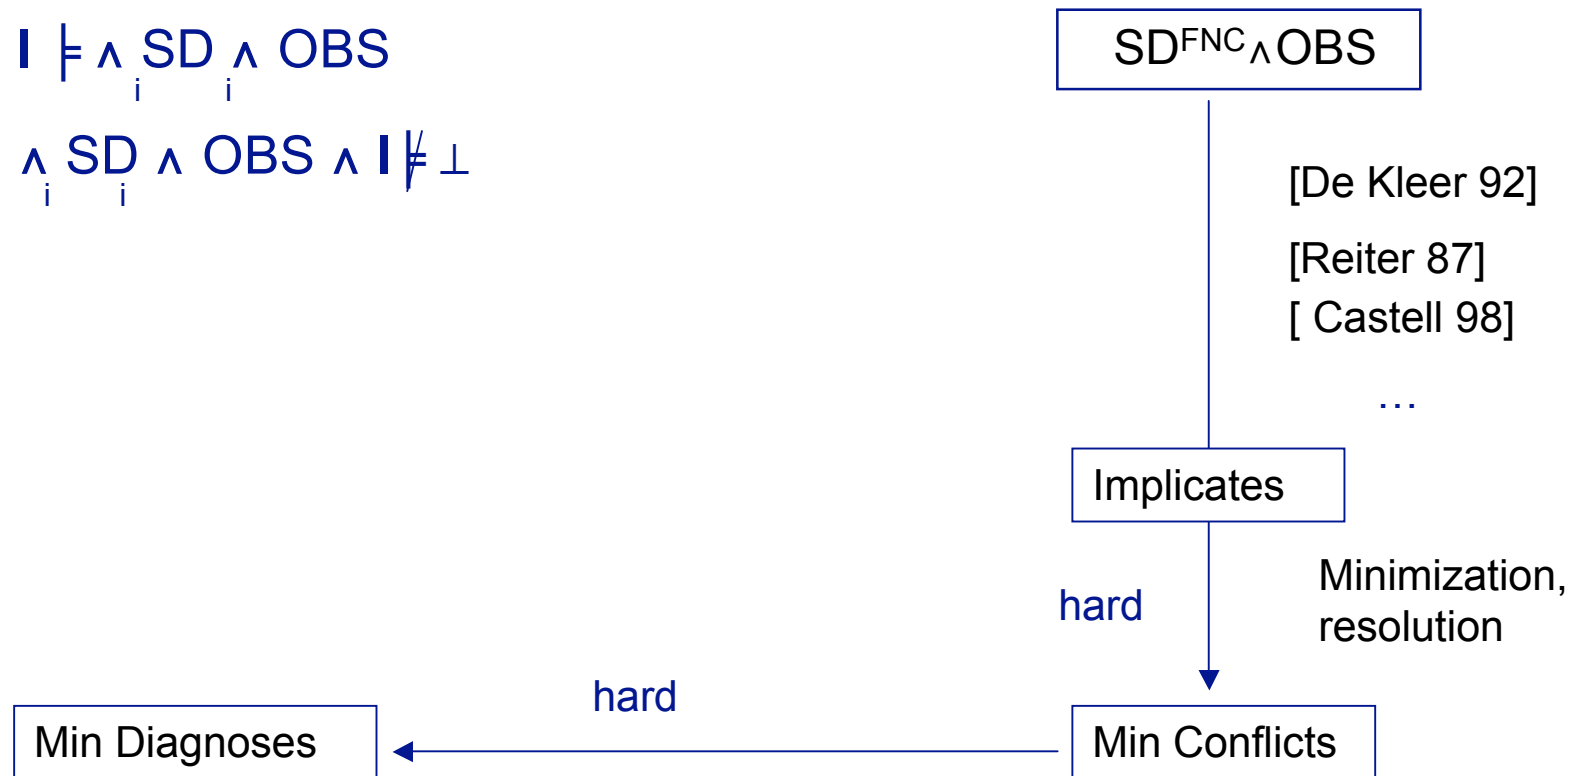 I ⊨ ∧i SDi ∧ OBS
∧i SDi ∧ OBS ∧ I ⊭ ⊥
SDFNC∧OBS
[De Kleer 92]
[Reiter 87]
[ Castell 98]
…
Implicates
hard
Minimization,
resolution
hard
Min Diagnoses
Min Conflicts